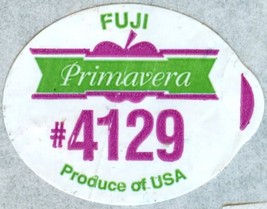 FUJI
Primavera
#4129
Produce of USA